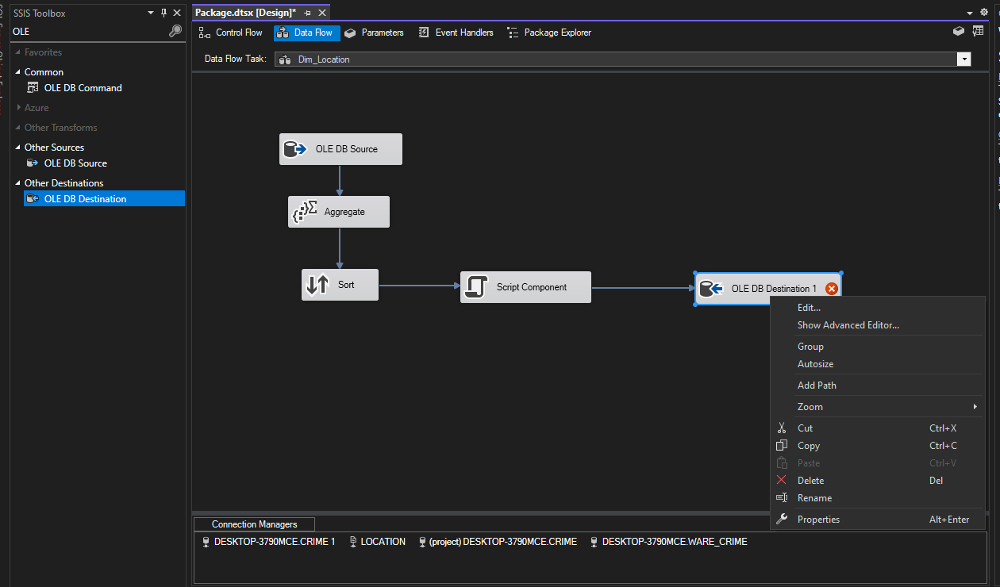 SSIS Toolbox
OLE
Favorites
Common
OLE DB Command
Azure
Other Transforms
Other Sources
OLE DB Source
Other Destinations
OLE DB Destination
Package.dtsx [Design]*
Control Flow
Data Flow
Parameters
Event Handlers
Package Explorer
Data Flow Task:
Dim_Location
OLE DB Source
Aggregate
Sort
Script Component
OLE DB Destination 1
Edit...
Show Advanced Editor...
Group
Autosize
Add Path
Zoom
Cut Ctrl+X
Copy Ctrl+C
Paste Ctrl+V
Delete Del
Rename
Properties Alt+Enter
Connection Managers
DESKTOP-3790MCE.CRIME 1
LOCATION
(project) DESKTOP-3790MCE.CRIME
DESKTOP-3790MCE.WARE_CRIME